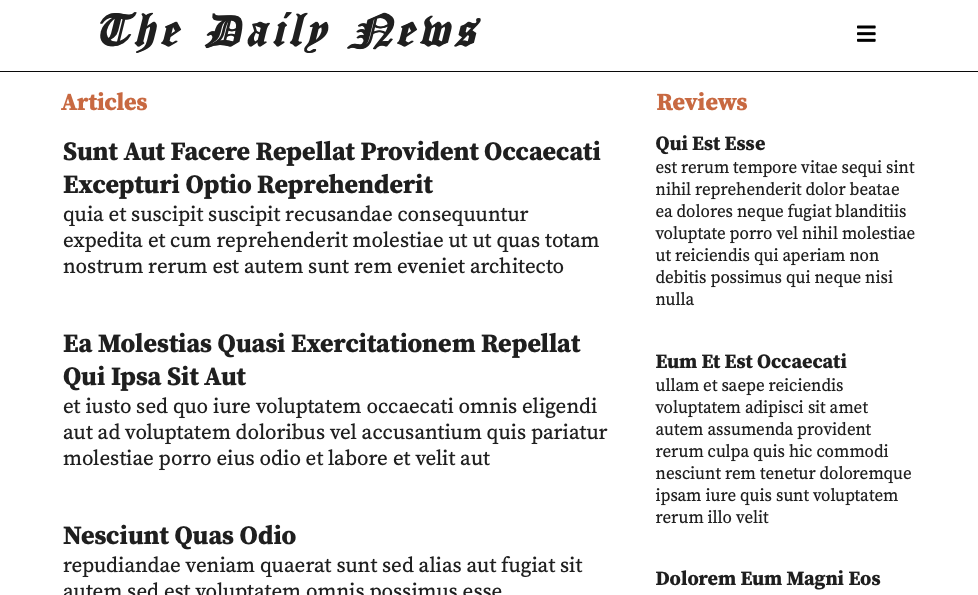 The Daily News
Articles
Sunt Aut Facere Repellat Provident Occaecati
Excepturi Optio Reprehenderit
quia et suscipit suscipit recusandae consequuntur
expedita et cum reprehenderit molestiae ut ut quas totam
nostrum rerum est autem sunt rem eveniet architecto
Ea Molestias Quasi Exercitationem Repellat
Qui Ipsa Sit Aut
et iusto sed quo iure voluptatem occaecati omnis eligendi
aut ad voluptatem doloribus vel accusantium quis pariatur
molestiae porro eius odio et labore et velit aut
Nesciunt Quas Odio
repudiandae veniam quaerat sunt sed alias aut fugiat sit
autem sed est voluptatem omnis possimus esse
Reviews
Qui Est Esse
est rerum tempore vitae sequi sint
nihil reprehenderit dolor beatae
ea dolores neque fugiat blanditiis
voluptate porro vel nihil molestiae
ut reiciendis qui aperiam non
debitis possimus qui neque nisi
nulla
Eum Et Est Occaecati
ullam et saepe reiciendis
voluptatem adipisci sit amet
autem assumenda provident
rerum culpa quis hic commodi
nesciunt rem tenetur doloremque
ipsam iure quis sunt voluptatem
rerum illo velit
Dolorem Eum Magni Eos